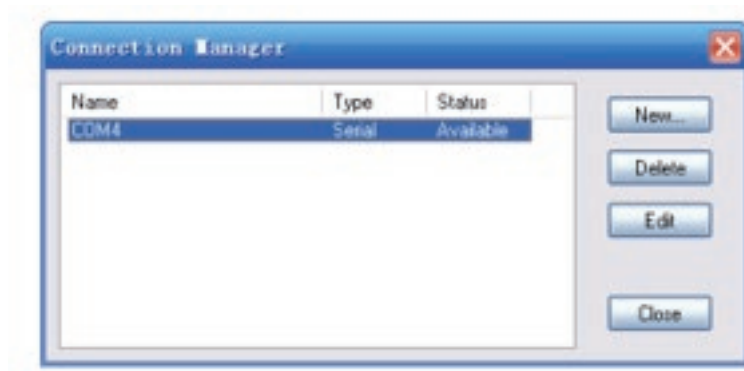 Connection Manager
Name Type Status
COM4 Serial Available
New...
Delete
Edit
Close